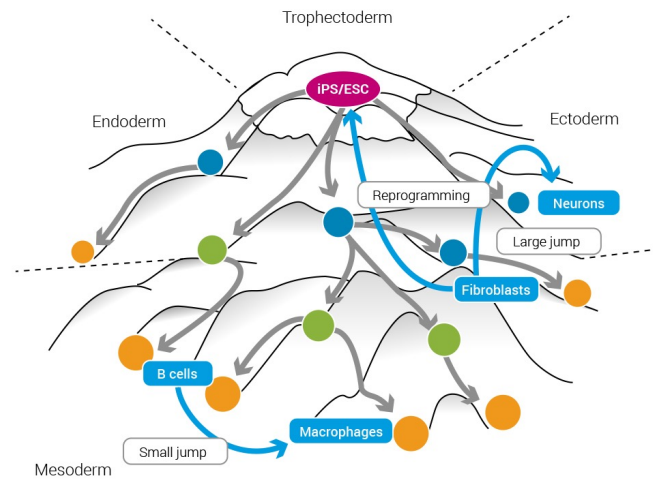 Trophectoderm
iPS/ESC
Endoderm
Ectoderm
Reprogramming
Neurons
Large jump
Fibroblasts
B cells
Macrophages
Small jump
Mesoderm